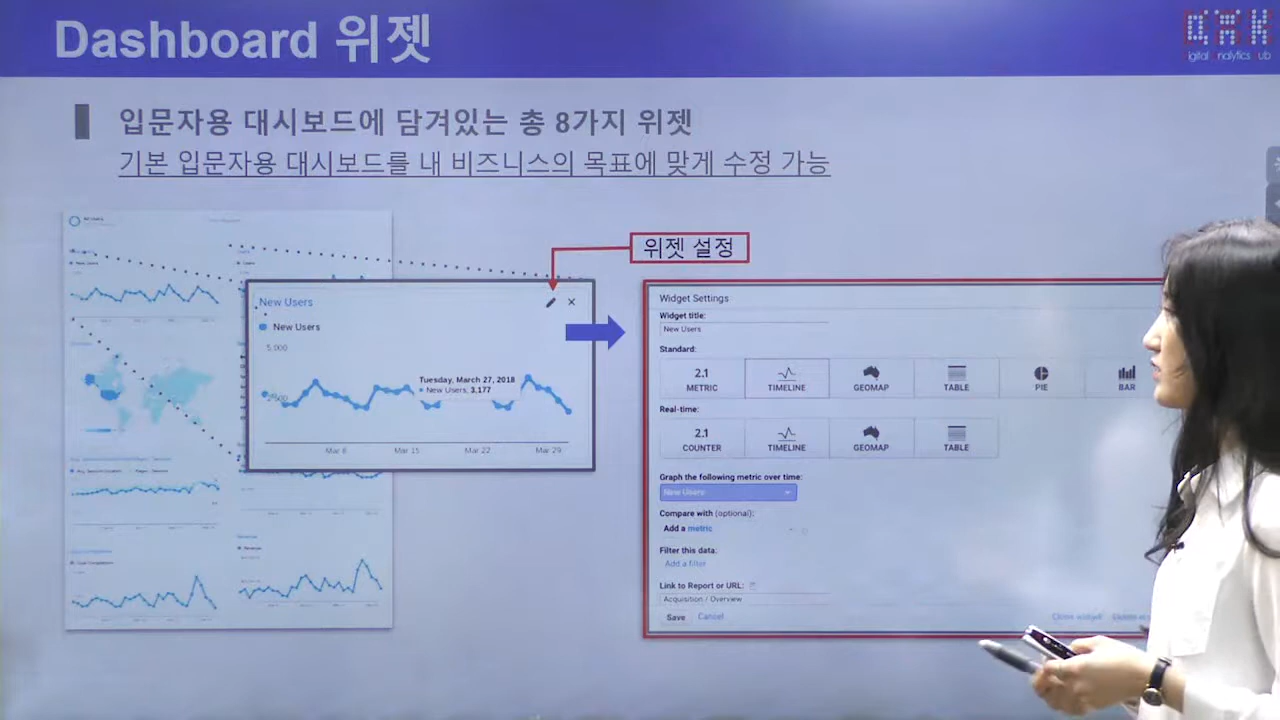 Dashboard 위젯
입문자용 대시보드에 담겨있는 총 8가지 위젯
기본 입문자용 대시보드를 내 비즈니스의 목표에 맞게 수정 가능
위젯 설정
New Users
New Users
5,000
2,500
Tuesday, March 27, 2018
New Users, 3,177
Mar 8
Mar 15
Mar 22
Mar 29
Widget Settings
Widget title:
New Users
Standard:
2.1
METRIC
TIMELINE
GEOMAP
TABLE
PIE
BAR
Real-time:
2.1
COUNTER
TIMELINE
GEOMAP
TABLE
Graph the following metric over time:
New Users
Compare with (optional):
Add a metric
Filter this data:
Add a filter
Link to Report or URL:
Acquisition / Overview
Save
Cancel
Clone widget